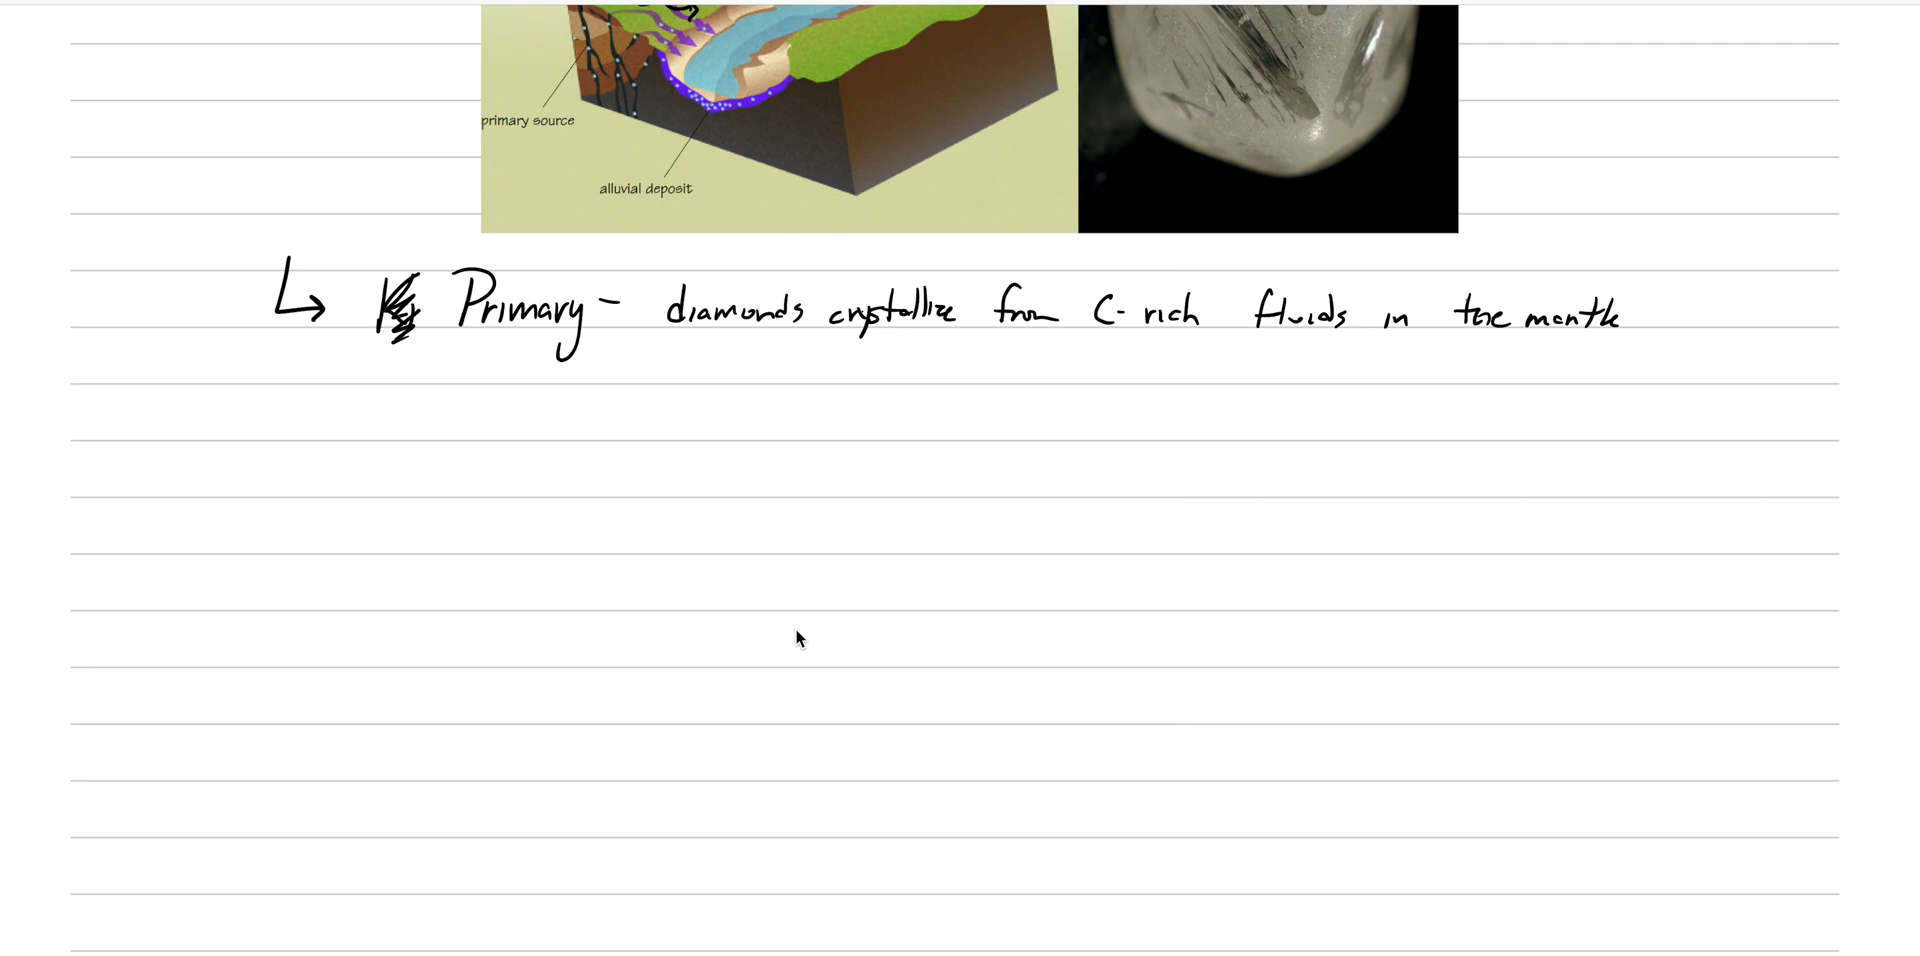 primary source
alluvial deposit
Primary - diamonds crystallize from C-rich fluids in the mantle